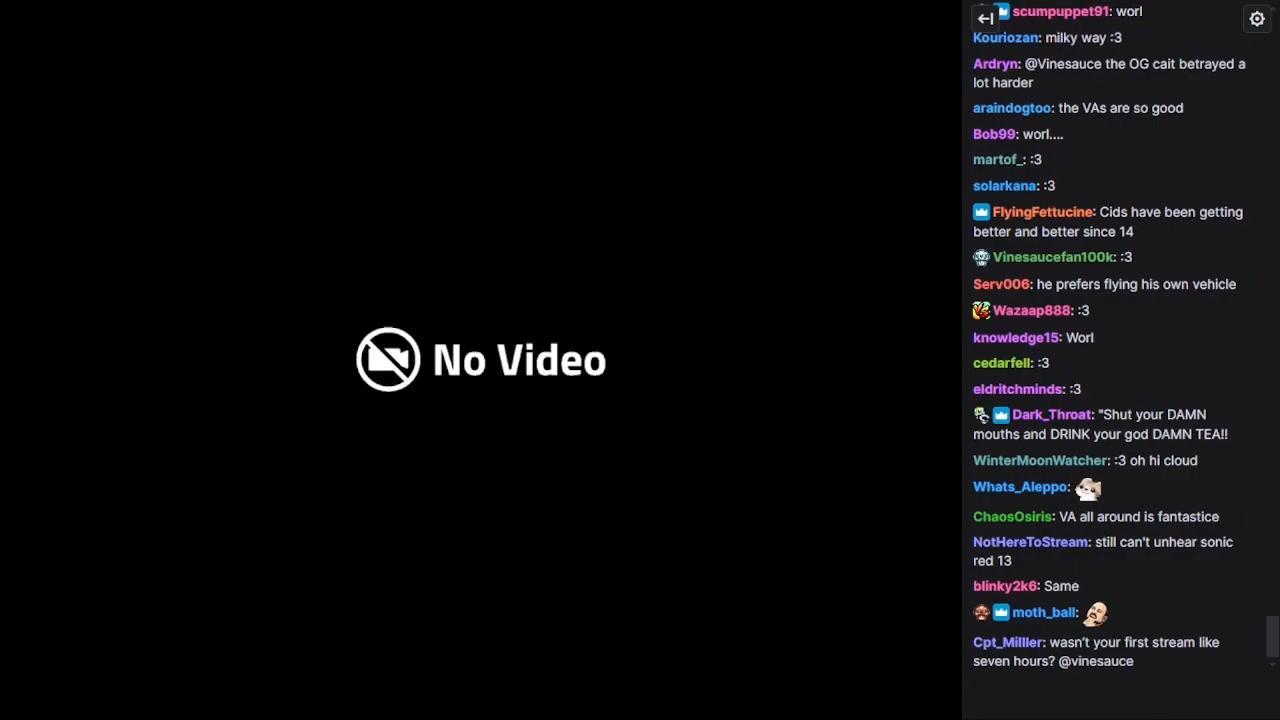 scumpuppet91: worl
Kouriozan: milky way :3
Ardryn: @Vinesauce the OG cait betrayed a
lot harder
araindogtoo: the VAs are so good
Bob99: worl....
martof_: :3
solarkana: :3
FlyingFettucine: Cids have been getting
better and better since 14
Vinesaucefan100k: :3
Serv006: he prefers flying his own vehicle
Wazaap888: :3
knowledge15: Worl
cedarfell: :3
eldritchminds: :3
Dark_Throat: "Shut your DAMN
mouths and DRINK your god DAMN TEA!!
WinterMoonWatcher: :3 oh hi cloud
Whats_Aleppo:
ChaosOsiris: VA all around is fantastice
NotHereToStream: still can't unhear sonic
red 13
blinky2k6: Same
moth_ball:
Cpt_Milller: wasn't your first stream like
seven hours? @vinesauce
No Video